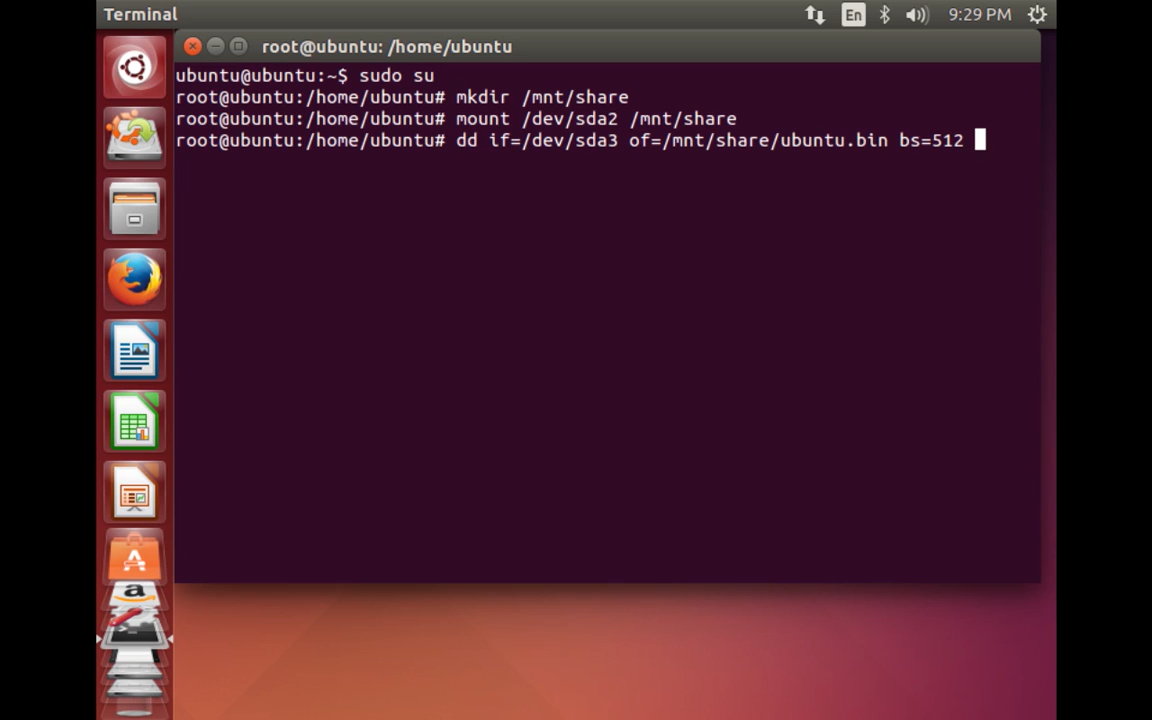 Terminal
En
9:29 PM
root@ubuntu: /home/ubuntu
ubuntu@ubuntu:~$ sudo su
root@ubuntu:/home/ubuntu# mkdir /mnt/share
root@ubuntu:/home/ubuntu# mount /dev/sda2 /mnt/share
root@ubuntu:/home/ubuntu# dd if=/dev/sda3 of=/mnt/share/ubuntu.bin bs=512
A
a